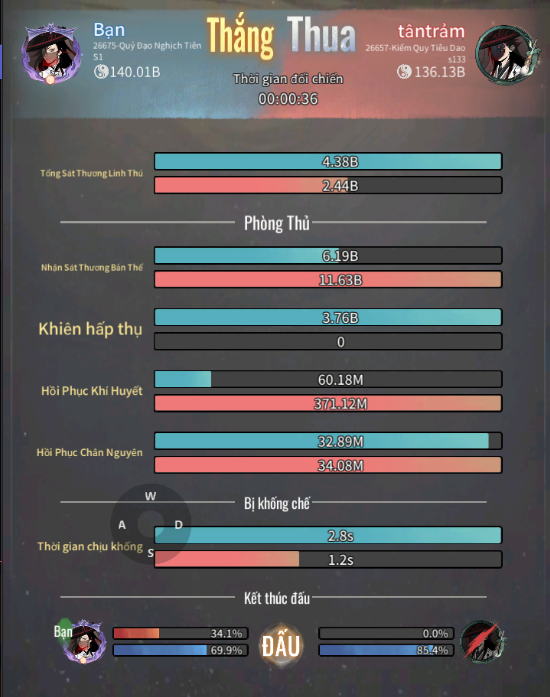 Bạn
Thắng
Thua
tântrảm
26675-Quỷ Đạo Nghịch Tiên
S1
26657-Kiếm Quy Tiêu Dao
s133
140.01B
136.13B
Thời gian đối chiến
00:00:36
Tổng Sát Thương Linh Thú
4.38B
2.44B
Phòng Thủ
Nhận Sát Thương Bản Thể
6.19B
11.63B
Khiên hấp thụ
3.76B
0
Hồi Phục Khí Huyết
60.18M
371.12M
Hồi Phục Chân Nguyên
32.89M
34.08M
Bị khống chế
W
A
D
S
Thời gian chịu khống
2.8s
1.2s
Kết thúc đấu
Bạn
34.1%
69.9%
ĐẤU
0.0%
85.4%